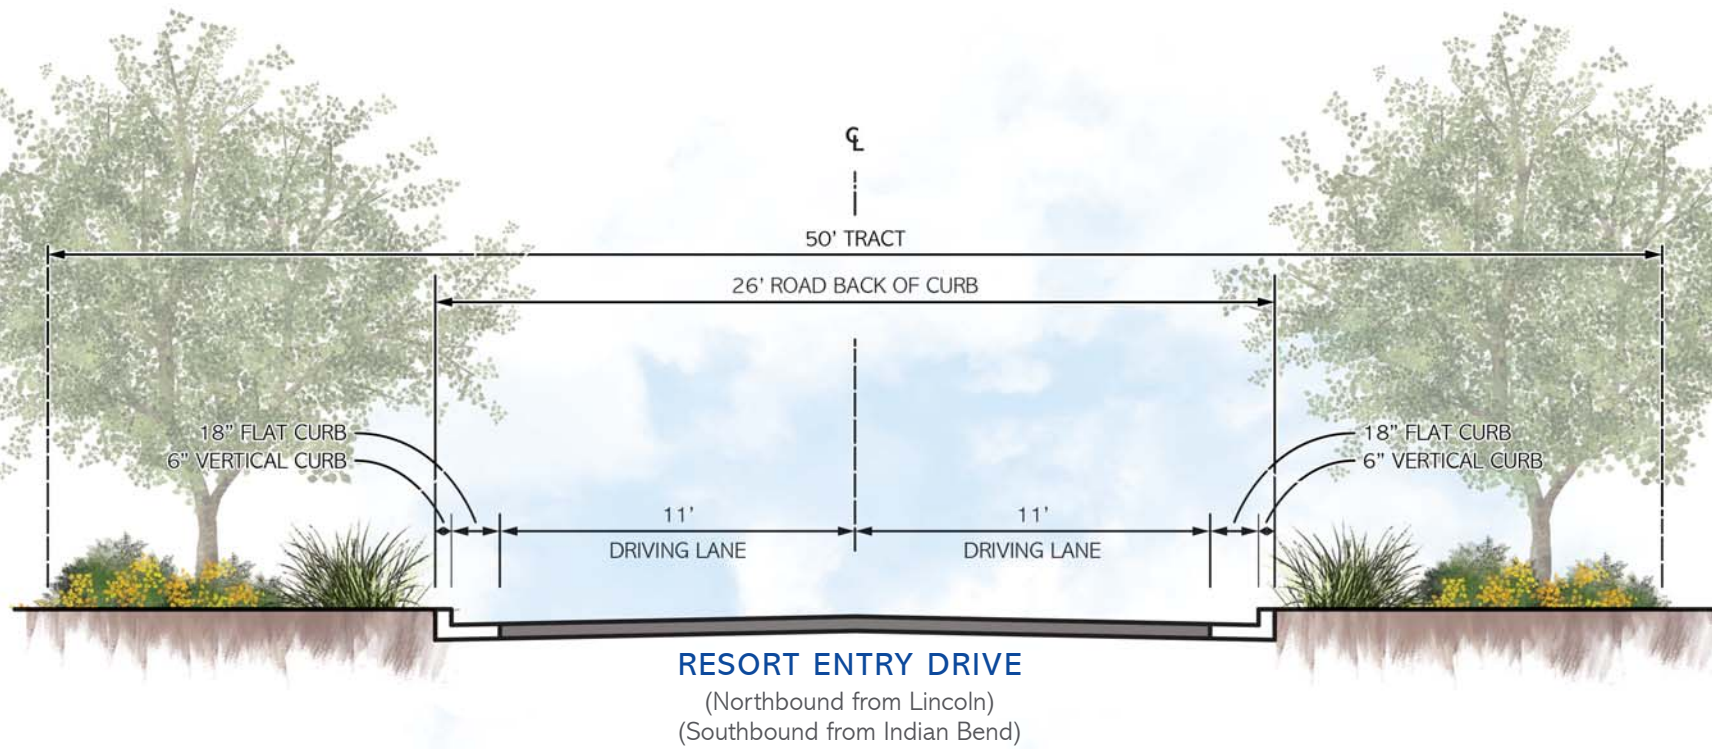 ℄
50’ TRACT
26’ ROAD BACK OF CURB
18” FLAT CURB
6” VERTICAL CURB
18” FLAT CURB
6” VERTICAL CURB
11’
DRIVING LANE
11’
DRIVING LANE
RESORT ENTRY DRIVE
(Northbound from Lincoln)
(Southbound from Indian Bend)